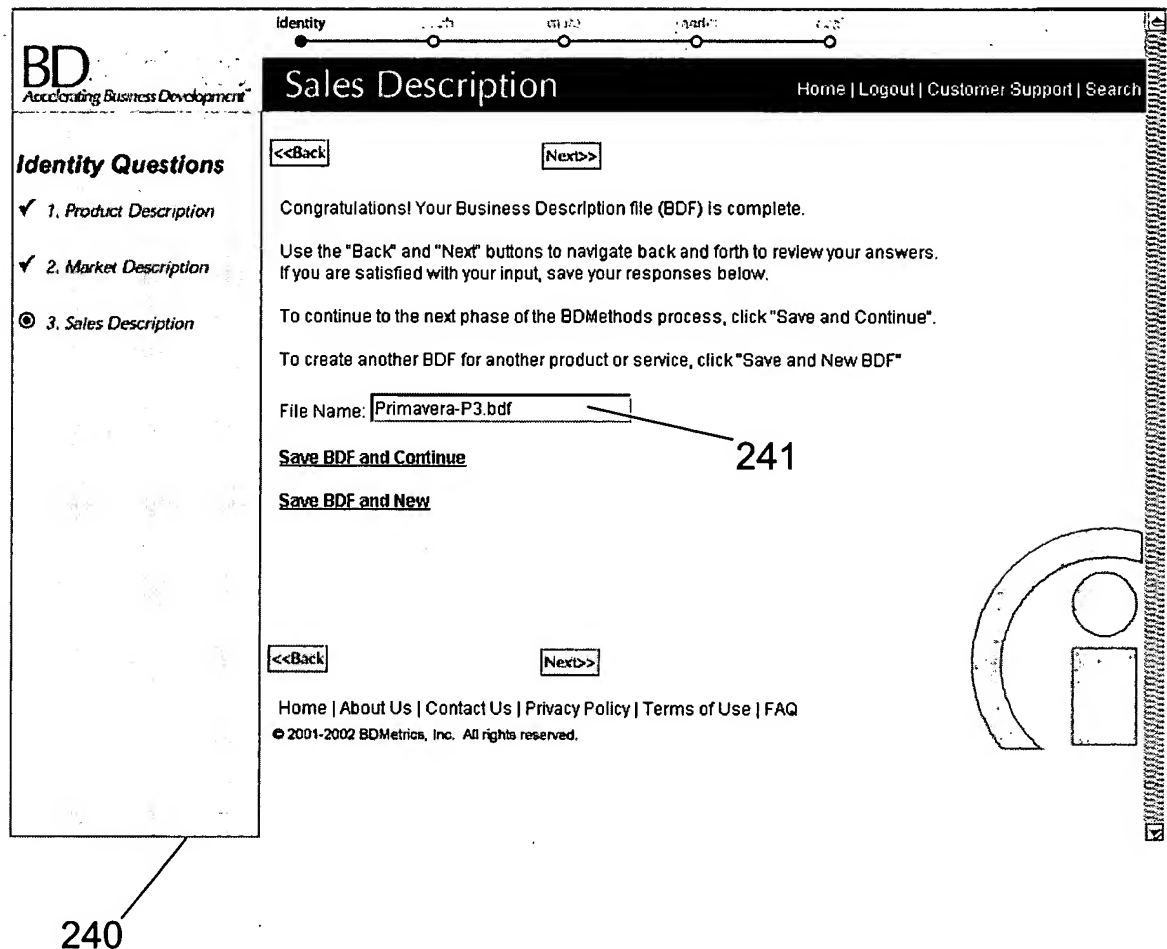 Identity
BD
Accelerating Business Development™
Sales Description
Home | Logout | Customer Support | Search
Identity Questions
✓ 1. Product Description
✓ 2. Market Description
3. Sales Description
<<Back Next>>
Congratulations! Your Business Description file (BDF) is complete.
Use the "Back" and "Next" buttons to navigate back and forth to review your answers.
If you are satisfied with your input, save your responses below.
To continue to the next phase of the BDMethods process, click "Save and Continue".
To create another BDF for another product or service, click "Save and New BDF"
File Name: Primavera-P3.bdf
241
Save BDF and Continue
Save BDF and New
<<Back Next>>
Home | About Us | Contact Us | Privacy Policy | Terms of Use | FAQ
© 2001-2002 BDMetrics, Inc. All rights reserved.
240